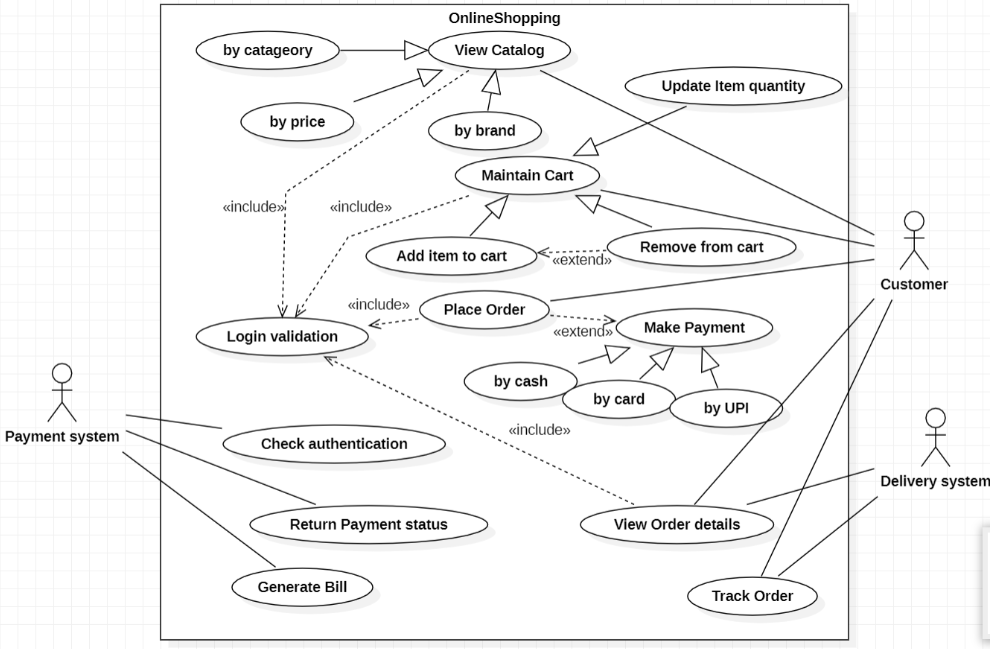 OnlineShopping
by catageory
View Catalog
Update Item quantity
by price
by brand
Maintain Cart
«include»
«include»
Add item to cart
«extend»
Remove from cart
Customer
«include»
Place Order
«extend»
Make Payment
Login validation
by cash
by card
by UPI
Payment system
Check authentication
«include»
Delivery system
Return Payment status
View Order details
Generate Bill
Track Order